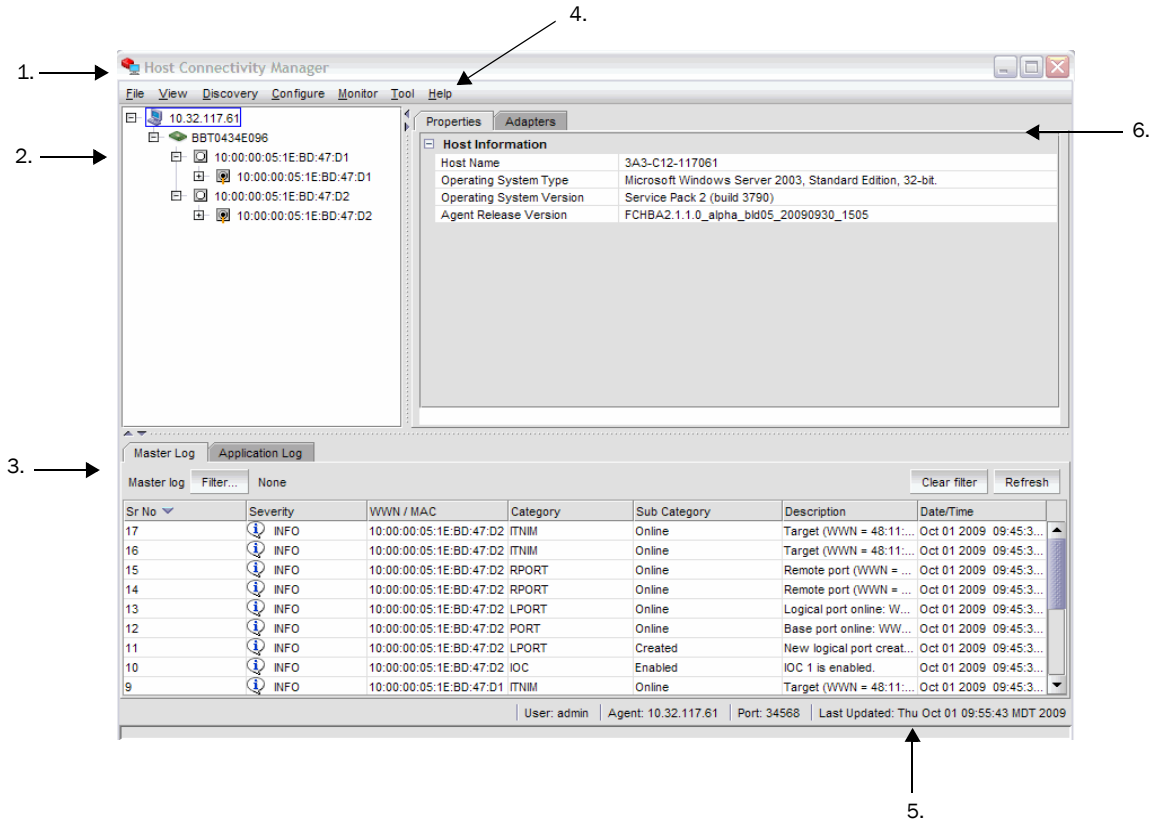 4.
1.
Host Connectivity Manager
File View Discovery Configure Monitor Tool Help
10.32.117.61
BBT0434E096
2.
10:00:00:05:1E:BD:47:D1
10:00:00:05:1E:BD:47:D1
10:00:00:05:1E:BD:47:D2
10:00:00:05:1E:BD:47:D2
Properties Adapters
6.
Host Information
Host Name 3A3-C12-117061
Operating System Type Microsoft Windows Server 2003, Standard Edition, 32-bit.
Operating System Version Service Pack 2 (build 3790)
Agent Release Version FCHBA2.1.1.0_alpha_bld05_20090930_1505
3.
Master Log Application Log
Master log Filter... None Clear filter Refresh
Sr No Severity WWN / MAC Category Sub Category Description Date/Time
17 INFO 10:00:00:05:1E:BD:47:D2 ITNIM Online Target (WWN = 48:11:... Oct 01 2009 09:45:3...
16 INFO 10:00:00:05:1E:BD:47:D2 ITNIM Online Target (WWN = 48:11:... Oct 01 2009 09:45:3...
15 INFO 10:00:00:05:1E:BD:47:D2 RPORT Online Remote port (WWN = ... Oct 01 2009 09:45:3...
14 INFO 10:00:00:05:1E:BD:47:D2 RPORT Online Remote port (WWN = ... Oct 01 2009 09:45:3...
13 INFO 10:00:00:05:1E:BD:47:D2 LPORT Online Logical port online: W... Oct 01 2009 09:45:3...
12 INFO 10:00:00:05:1E:BD:47:D2 PORT Online Base port online: WW... Oct 01 2009 09:45:3...
11 INFO 10:00:00:05:1E:BD:47:D2 LPORT Created New logical port creat... Oct 01 2009 09:45:3...
10 INFO 10:00:00:05:1E:BD:47:D2 IOC Enabled IOC 1 is enabled. Oct 01 2009 09:45:3...
9 INFO 10:00:00:05:1E:BD:47:D1 ITNIM Online Target (WWN = 48:11:... Oct 01 2009 09:45:3...
User: admin Agent: 10.32.117.61 Port: 34568 Last Updated: Thu Oct 01 09:55:43 MDT 2009
5.